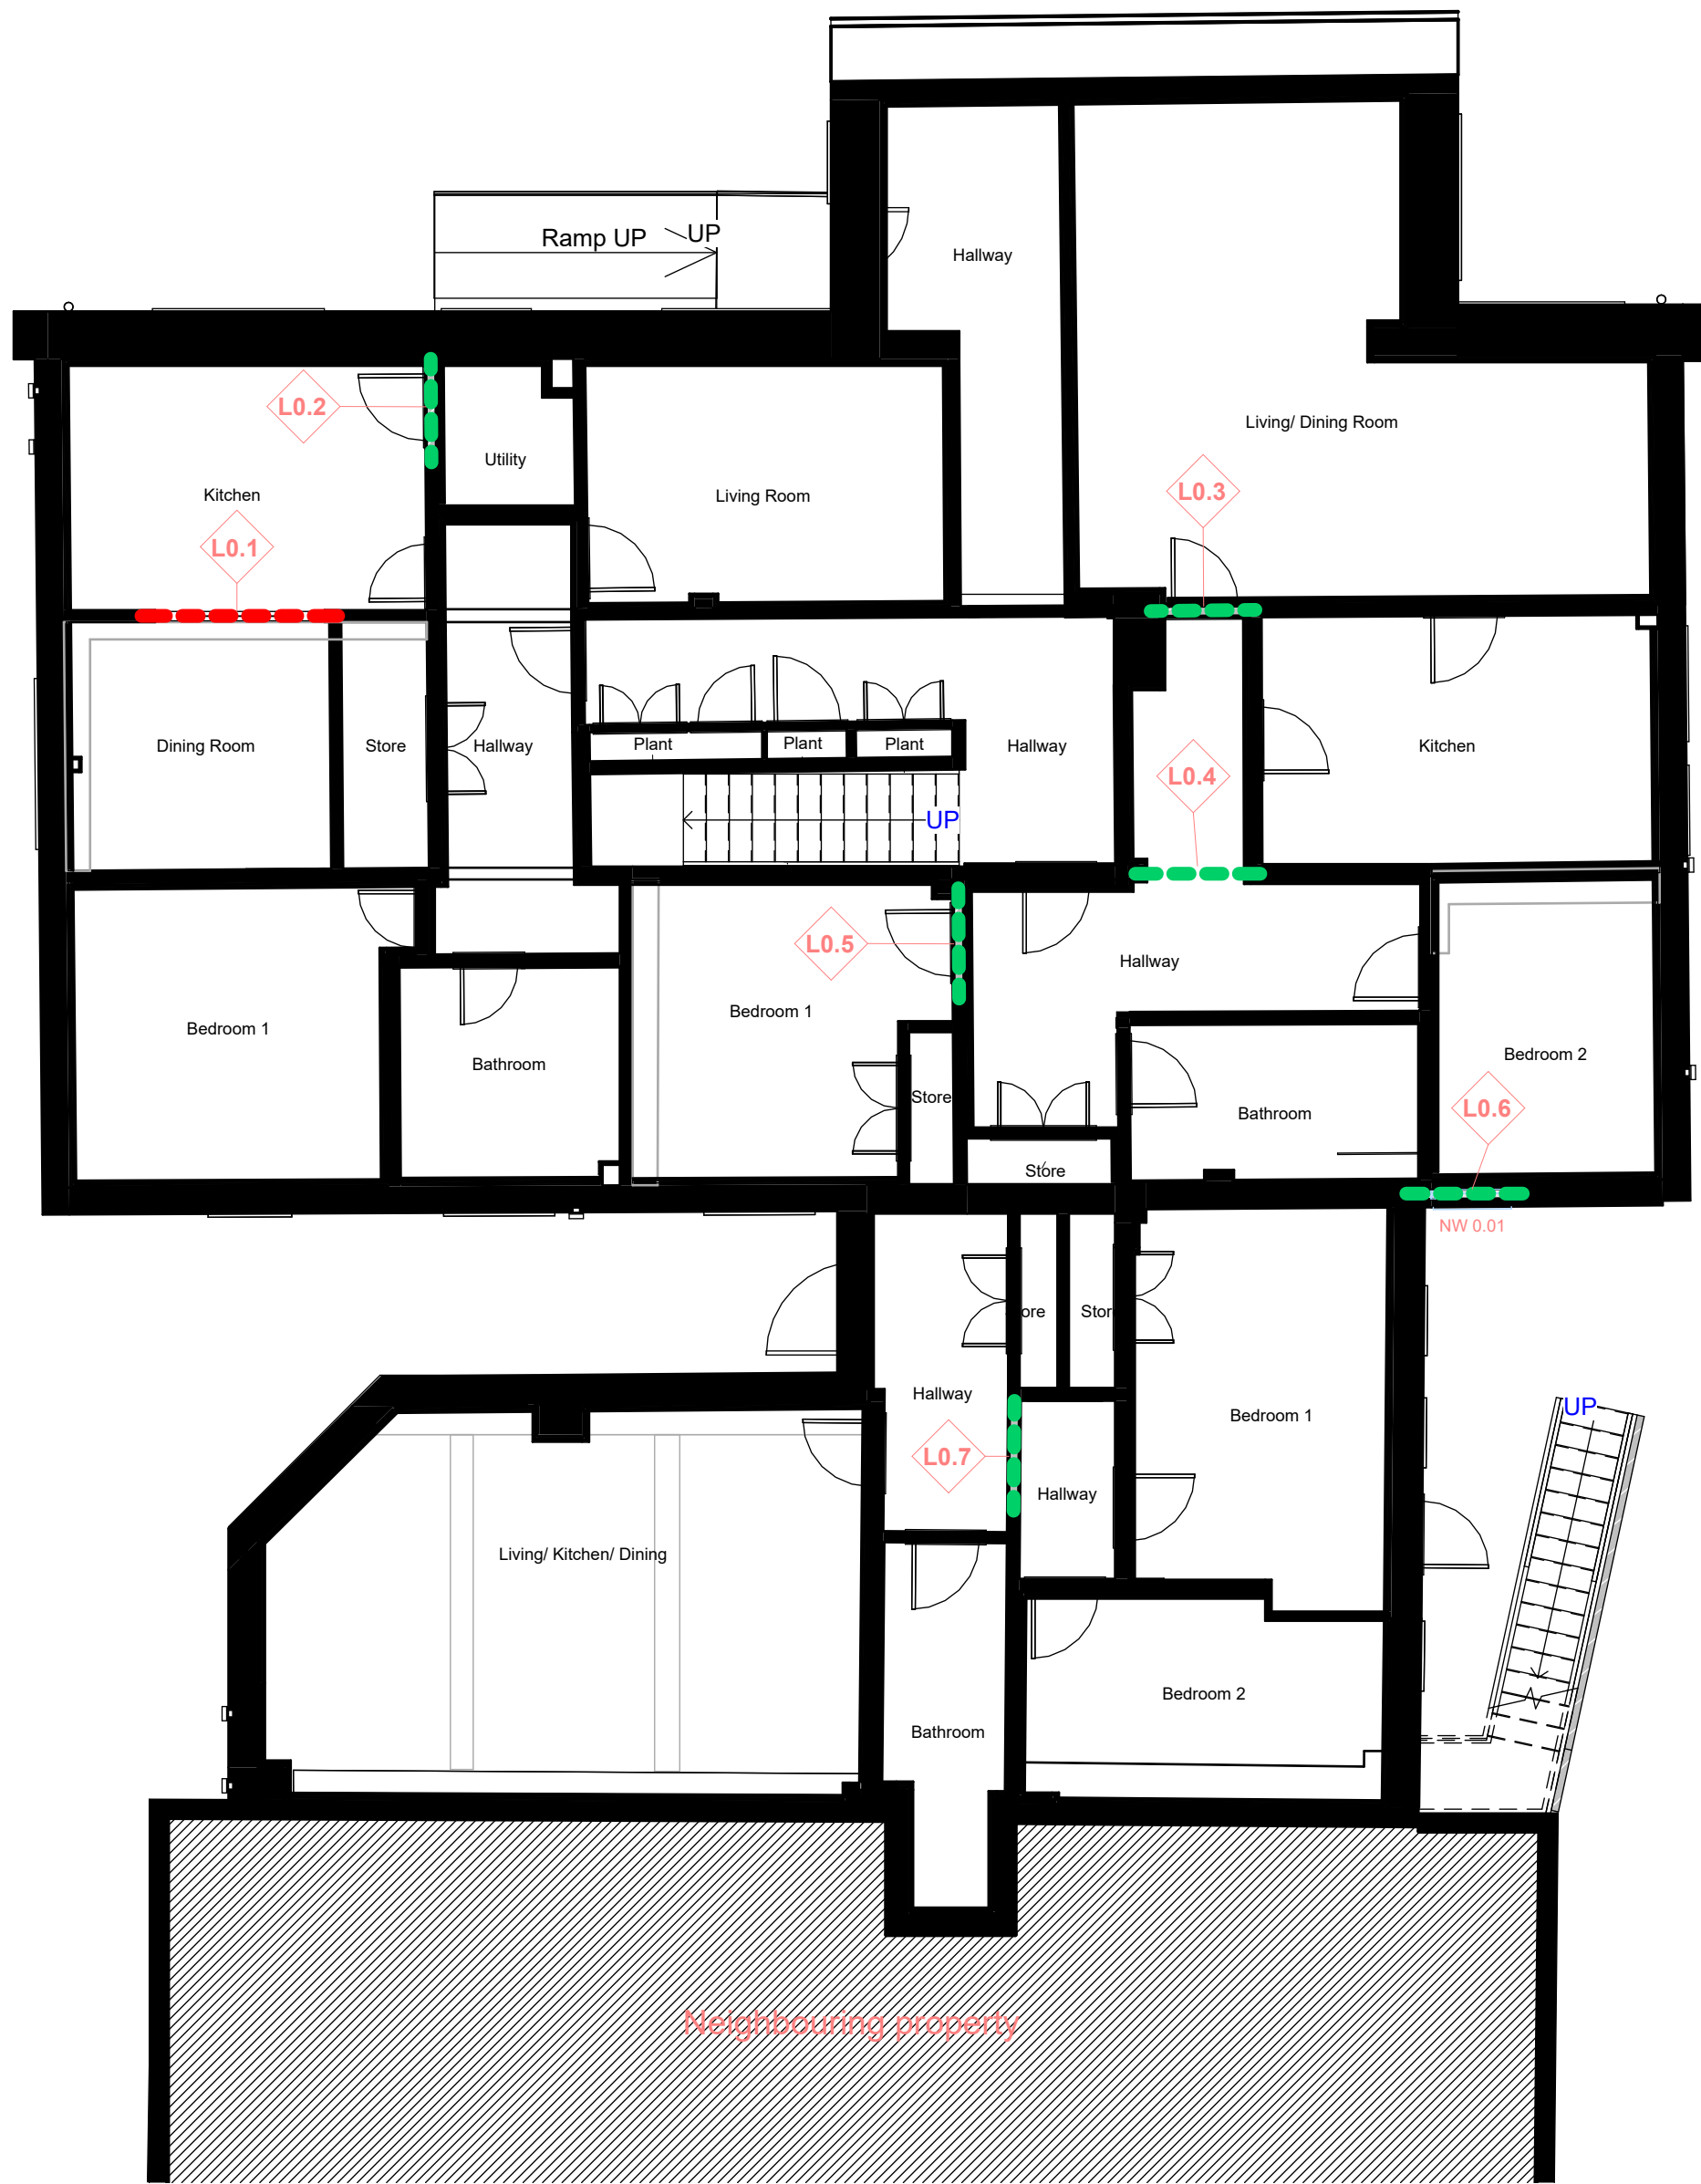 Ramp UP
UP
Hallway
L0.2
Living/ Dining Room
Utility
Kitchen
Living Room
L0.3
L0.1
Dining Room
Store
Hallway
Plant
Plant
Plant
Hallway
Kitchen
L0.4
UP
L0.5
Hallway
Bedroom 1
Bedroom 1
Bathroom
Bedroom 2
Store
L0.6
Bathroom
Store
NW 0.01
ore
Stor
Hallway
Bedroom 1
UP
L0.7
Hallway
Living/ Kitchen/ Dining
Bedroom 2
Bathroom
Neighbouring property